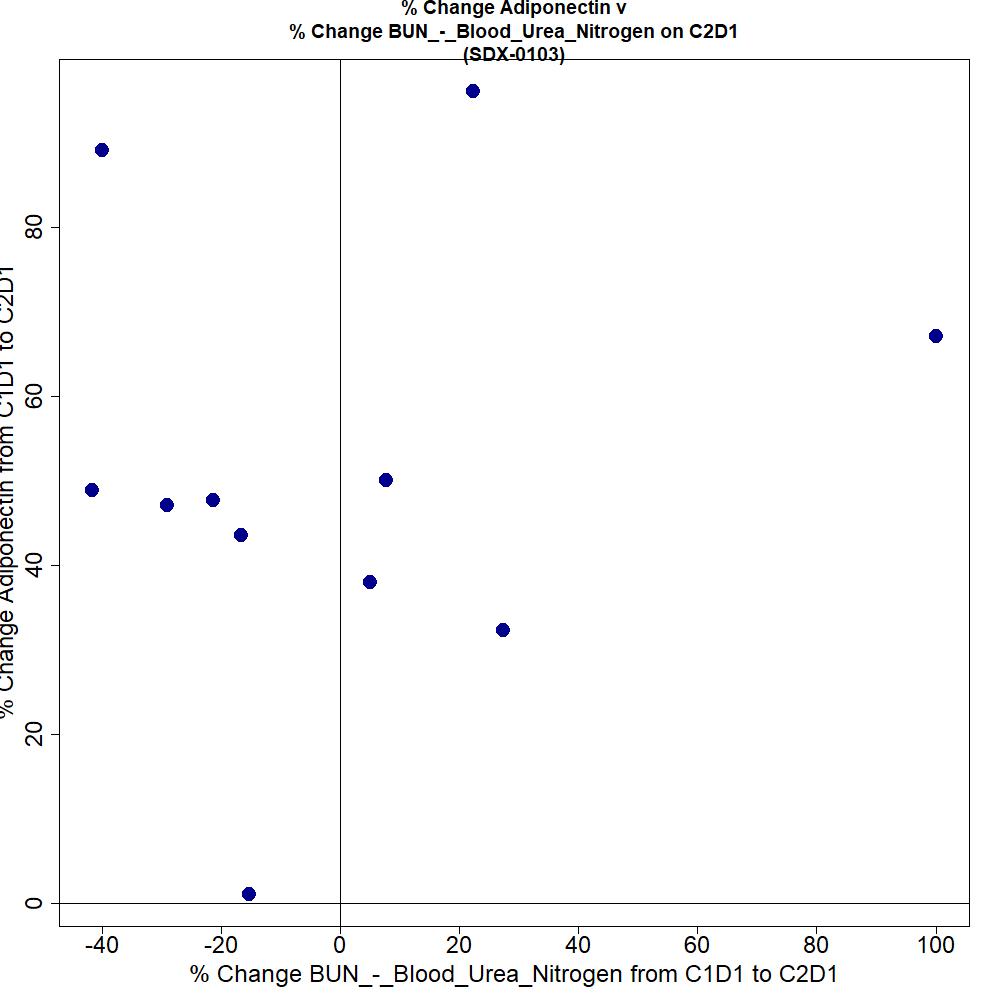 % Change Adiponectin v
% Change BUN_-_Blood_Urea_Nitrogen on C2D1
(SDX-0103)
% Change Adiponectin from C1D1 to C2D1
80
60
40
20
0
-40 -20 0 20 40 60 80 100
% Change BUN_-_Blood_Urea_Nitrogen from C1D1 to C2D1